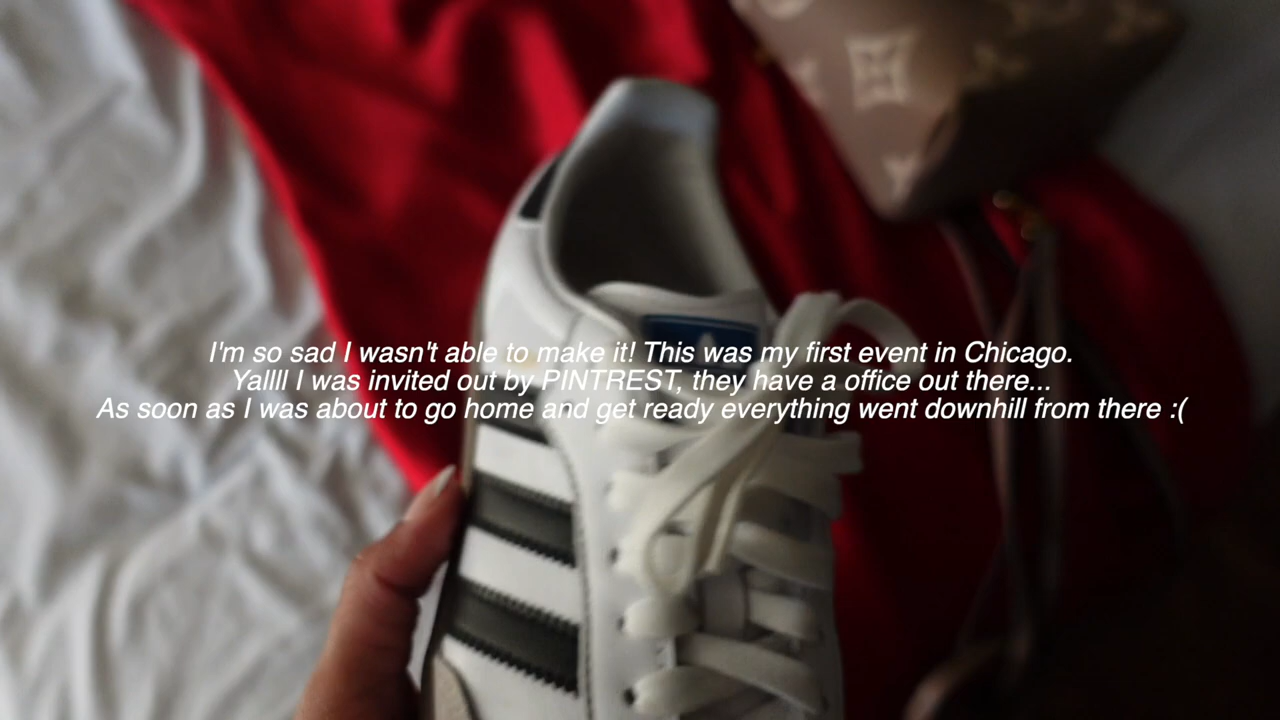 I'm so sad I wasn't able to make it! This was my first event in Chicago.
Yallll I was invited out by PINTREST, they have a office out there...
As soon as I was about to go home and get ready everything went downhill from there :(